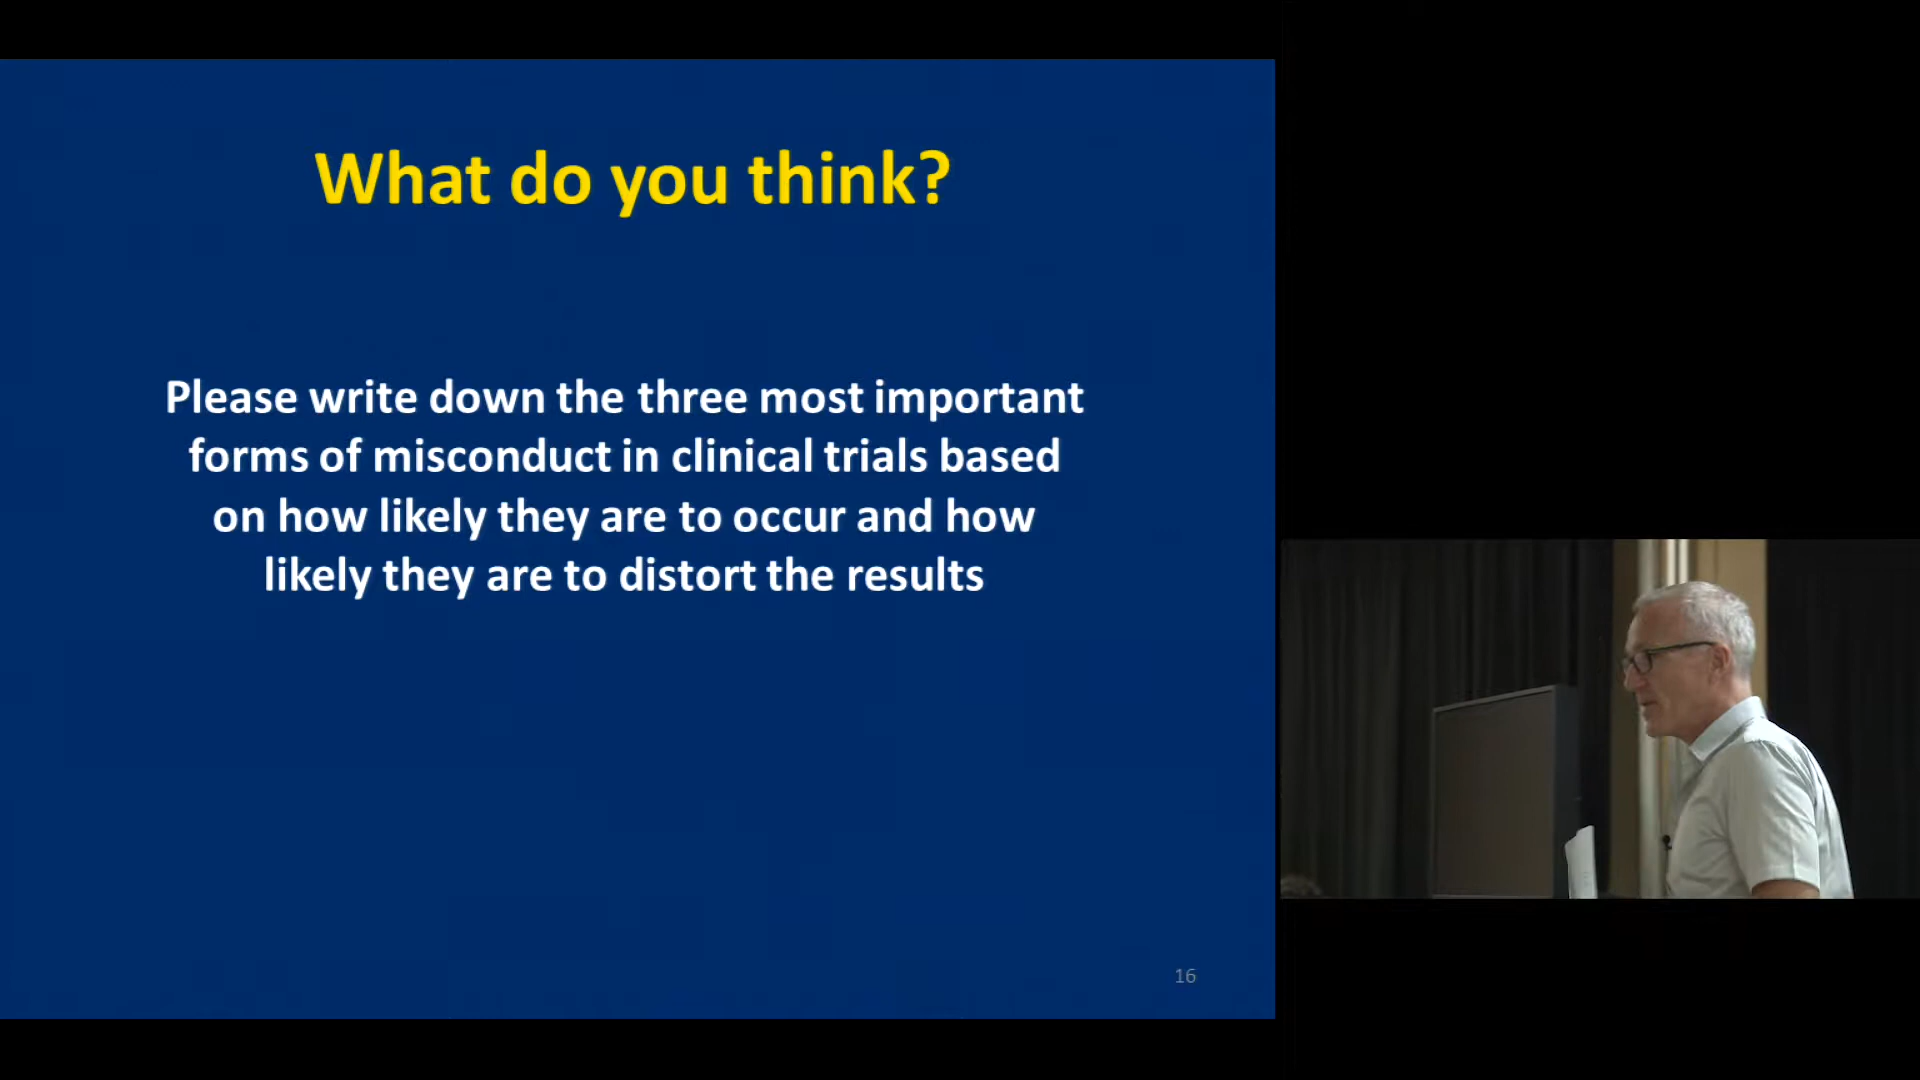 What do you think?
Please write down the three most important
forms of misconduct in clinical trials based
on how likely they are to occur and how
likely they are to distort the results
16